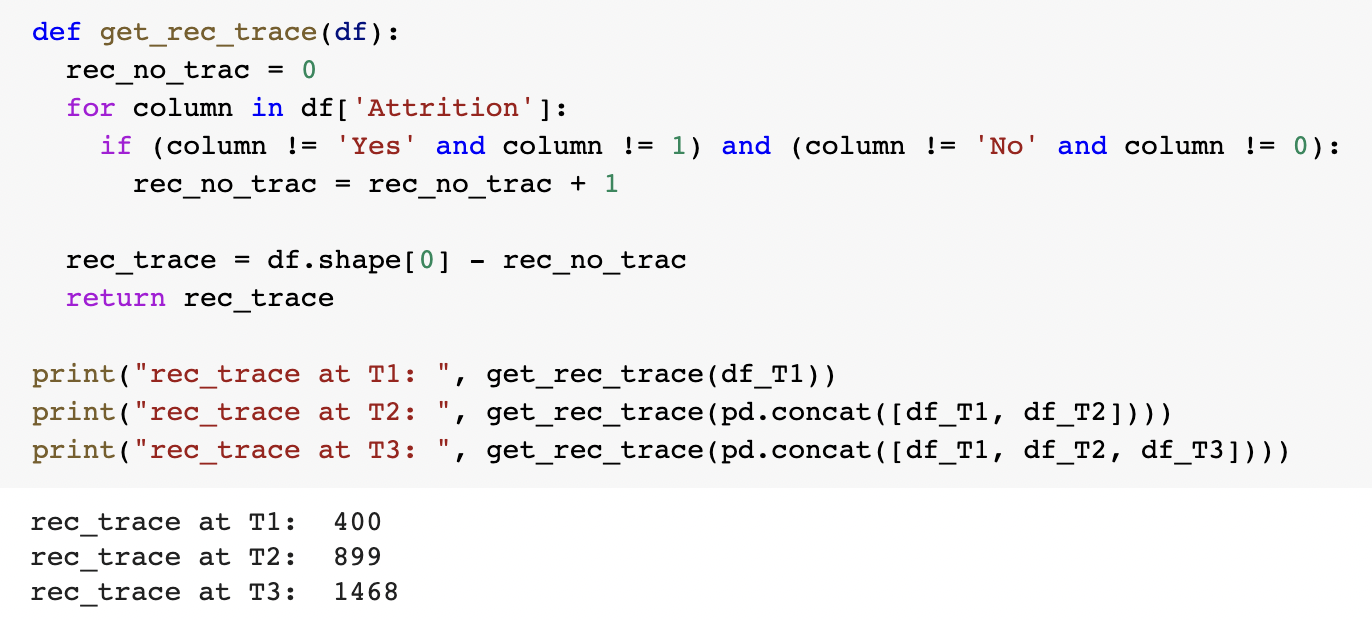 def get_rec_trace(df):
  rec_no_trac = 0
  for column in df['Attrition']:
    if (column != 'Yes' and column != 1) and (column != 'No' and column != 0):
      rec_no_trac = rec_no_trac + 1

  rec_trace = df.shape[0] - rec_no_trac
  return rec_trace

print("rec_trace at T1: ", get_rec_trace(df_T1))
print("rec_trace at T2: ", get_rec_trace(pd.concat([df_T1, df_T2])))
print("rec_trace at T3: ", get_rec_trace(pd.concat([df_T1, df_T2, df_T3])))
rec_trace at T1:  400
rec_trace at T2:  899
rec_trace at T3:  1468